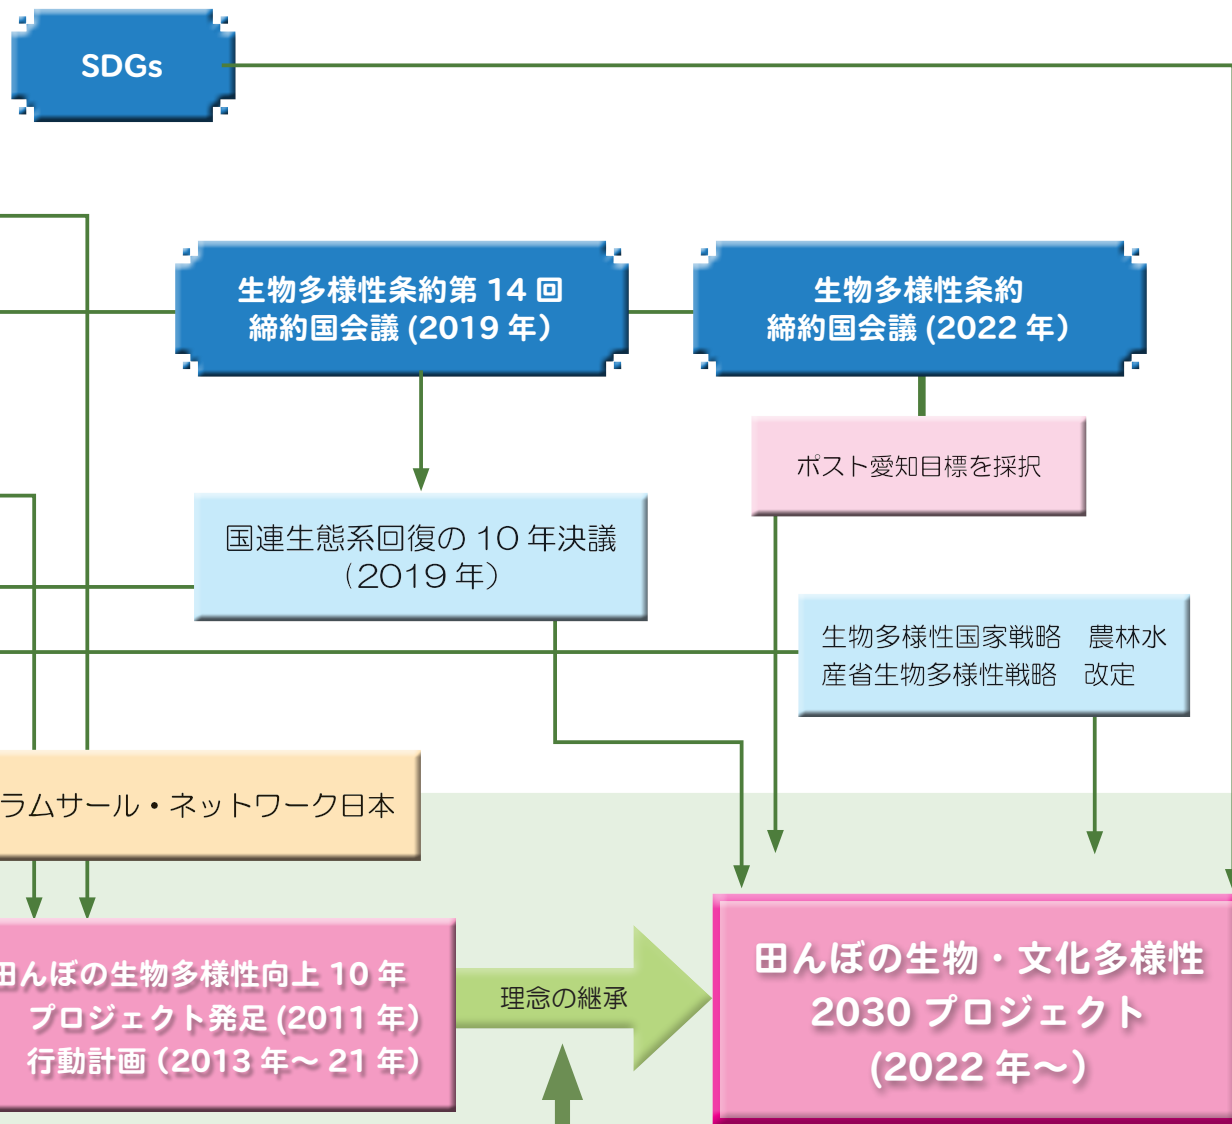 SDGs
生物多様性条約第 14 回
締約国会議 (2019 年)
生物多様性条約
締約国会議 (2022 年)
ポスト愛知目標を採択
国連生態系回復の 10 年決議
(2019 年)
生物多様性国家戦略　農林水
産省生物多様性戦略　改定
ラムサール・ネットワーク日本
田んぼの生物多様性向上 10 年
プロジェクト発足 (2011 年)
行動計画 (2013 年〜 21 年)
理念の継承
田んぼの生物・文化多様性
2030 プロジェクト
(2022 年〜)